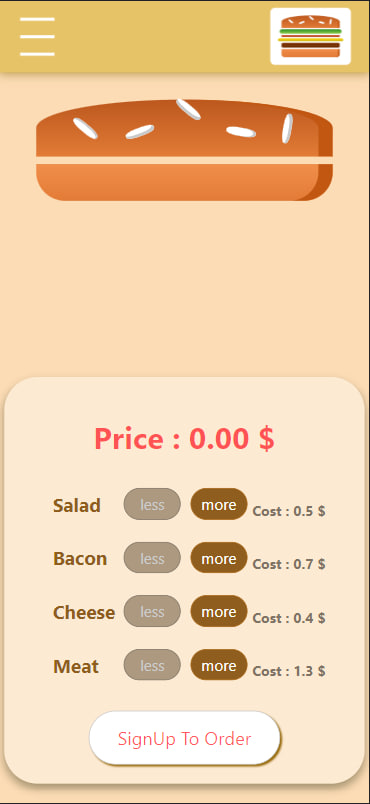 Price : 0.00 $
Salad less more Cost : 0.5 $
Bacon less more Cost : 0.7 $
Cheese less more Cost : 0.4 $
Meat less more Cost : 1.3 $
SignUp To Order